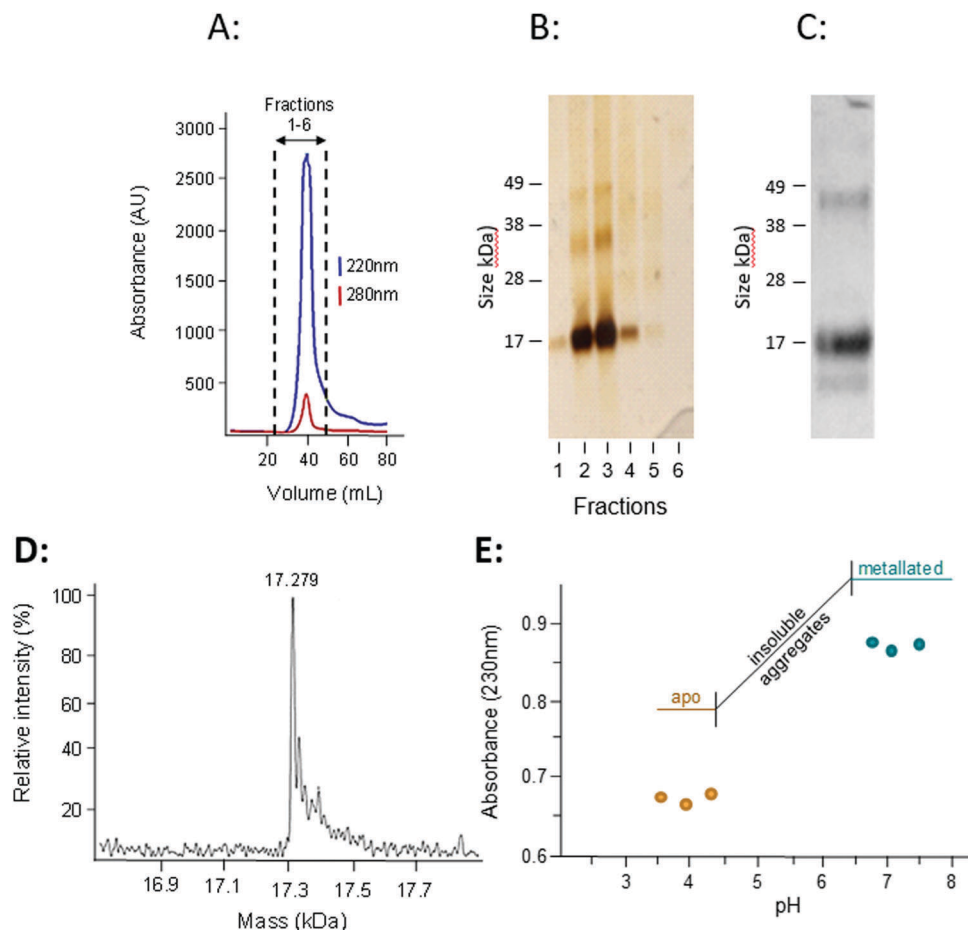 A:
B:
C:
Fractions
1-6
3000
2500
2000
1500
1000
500
Absorbance (AU)
220nm
280nm
20 40 60 80
Volume (mL)
49
38
28
17
Size kDa)
1 2 3 4 5 6
Fractions
49
38
28
17
Size kDa)
D:
17.279
100
80
60
40
20
Relative intensity (%)
16.9 17.1 17.3 17.5 17.7
Mass (kDa)
E:
metallated
insoluble
aggregates
apo
0.9
0.8
0.7
0.6
Absorbance (230nm)
3 4 5 6 7 8
pH